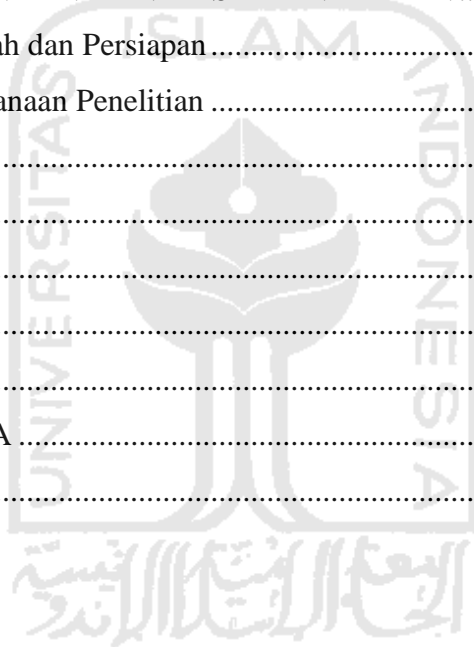 ISLAM
UNIVERSITAS
INDONESIA
ah dan Persiapan ..................................
anaan Penelitian ..................................
............................................................
............................................................
............................................................
............................................................
............................................................
A ..........................................................
............................................................